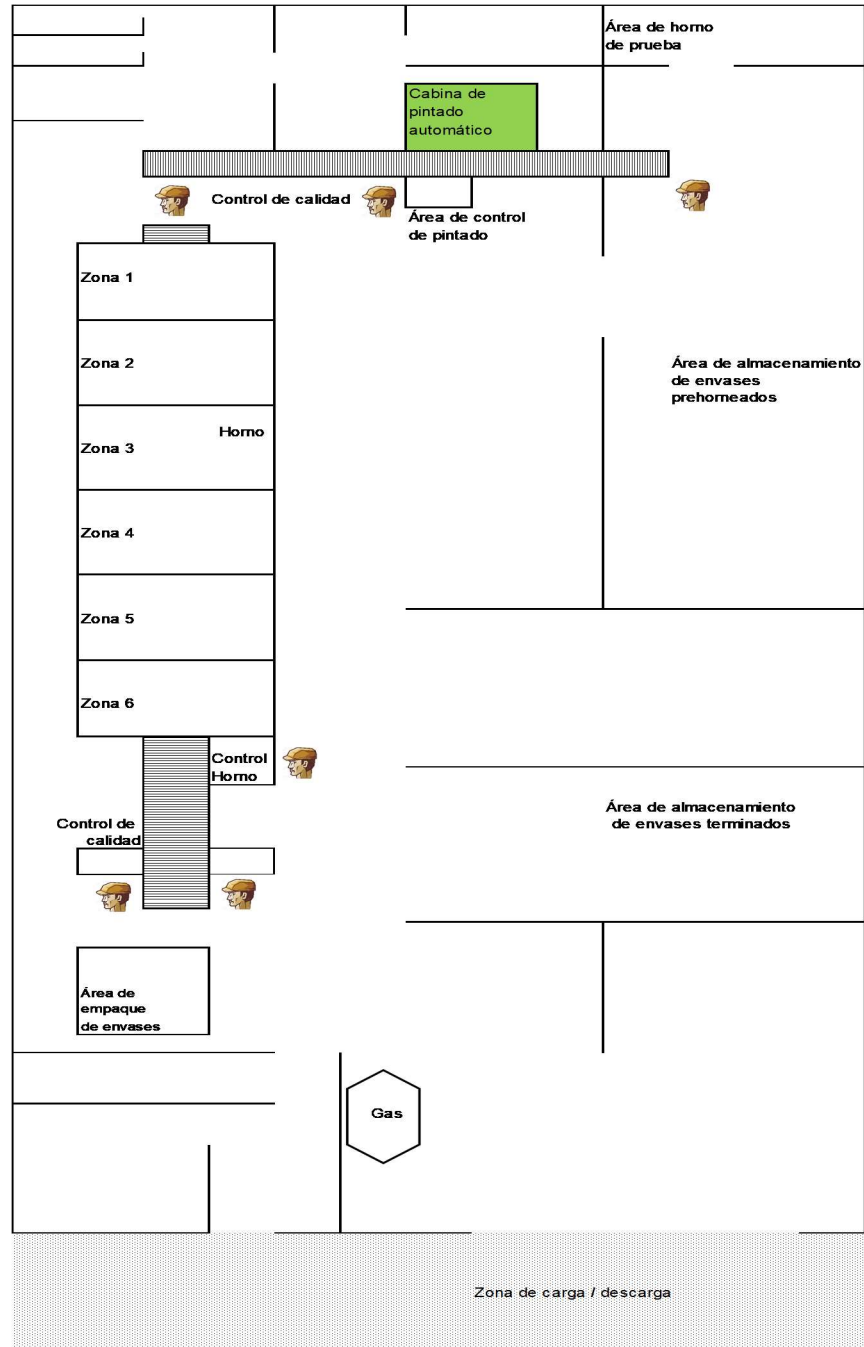 Área de horno
de prueba
Cabina de
pintado
automático
Control de calidad
Área de control
de pintado
Zona 1
Zona 2
Área de almacenamiento
de envases
prehorneados
Horno
Zona 3
Zona 4
Zona 5
Zona 6
Control
Horno
Control de
calidad
Área de almacenamiento
de envases terminados
Área de
empaque
de envases
Gas
Zona de carga / descarga